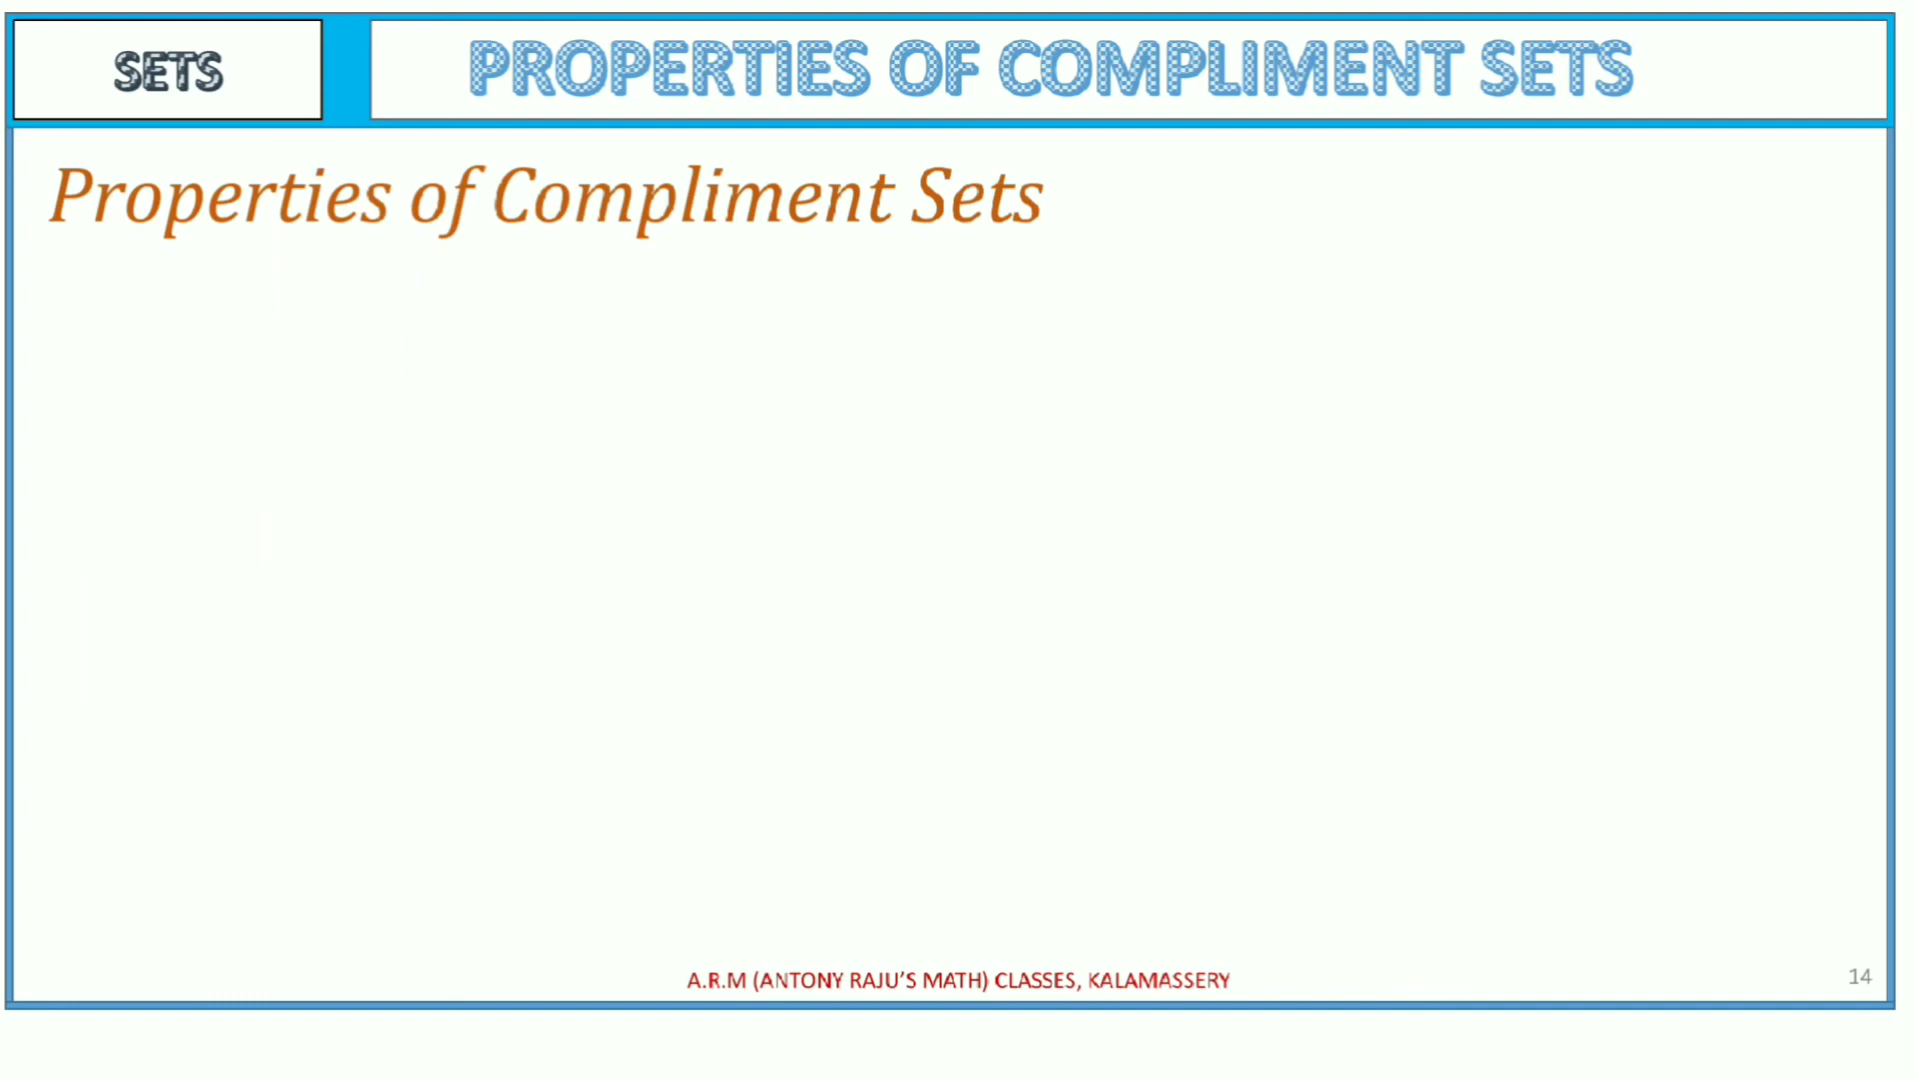 SETS
PROPERTIES OF COMPLIMENT SETS
Properties of Compliment Sets
A.R.M (ANTONY RAJU'S MATH) CLASSES, KALAMASSERY
14